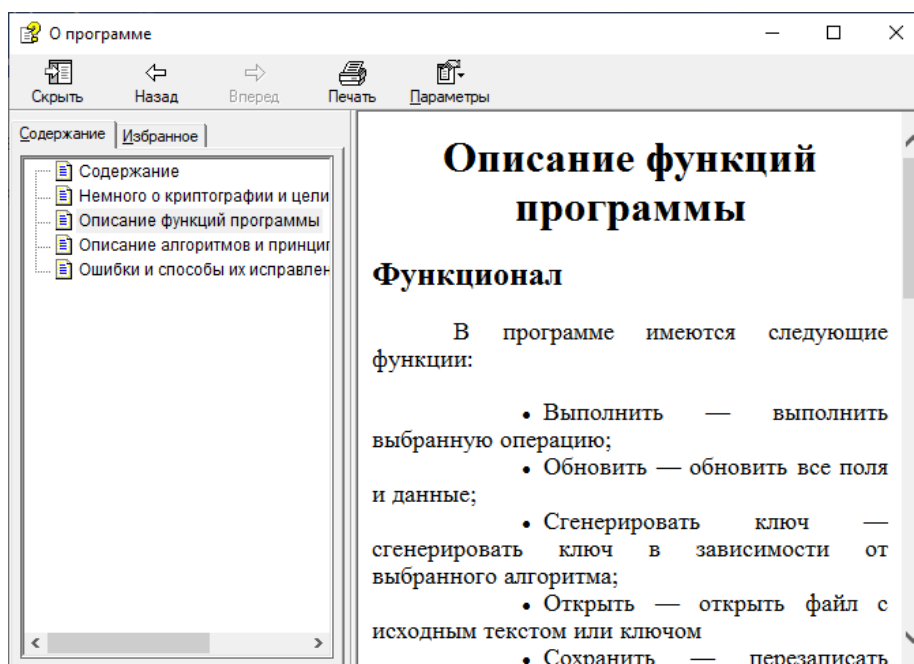 О программе
Скрыть Назад Вперед Печать Параметры
Содержание Избранное
Содержание
Немного о криптографии и цели
Описание функций программы
Описание алгоритмов и принцип
Ошибки и способы их исправлен
Описание функций
программы
Функционал
В программе имеются следующие
функции:
• Выполнить — выполнить
выбранную операцию;
• Обновить — обновить все поля
и данные;
• Сгенерировать ключ —
сгенерировать ключ в зависимости от
выбранного алгоритма;
• Открыть — открыть файл с
исходным текстом или ключом
• Сохранить — перезаписать